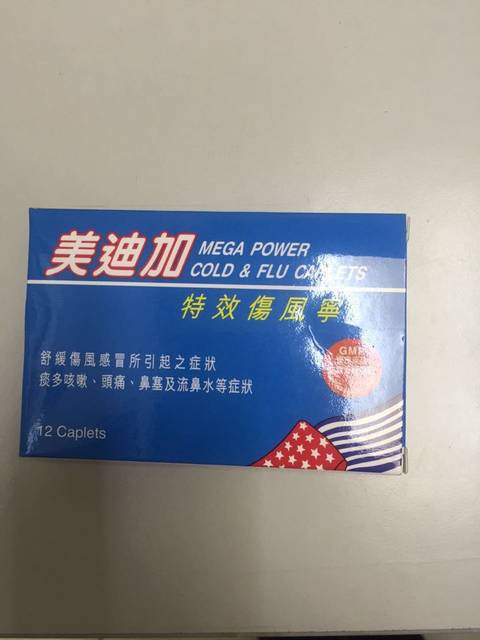 美迪加
MEGA POWER
COLD & FLU CAPLETS
特效傷風寧
舒緩傷風感冒所引起之症狀
痰多咳嗽、頭痛、鼻塞及流鼻水等症狀
12 Caplets
GMP